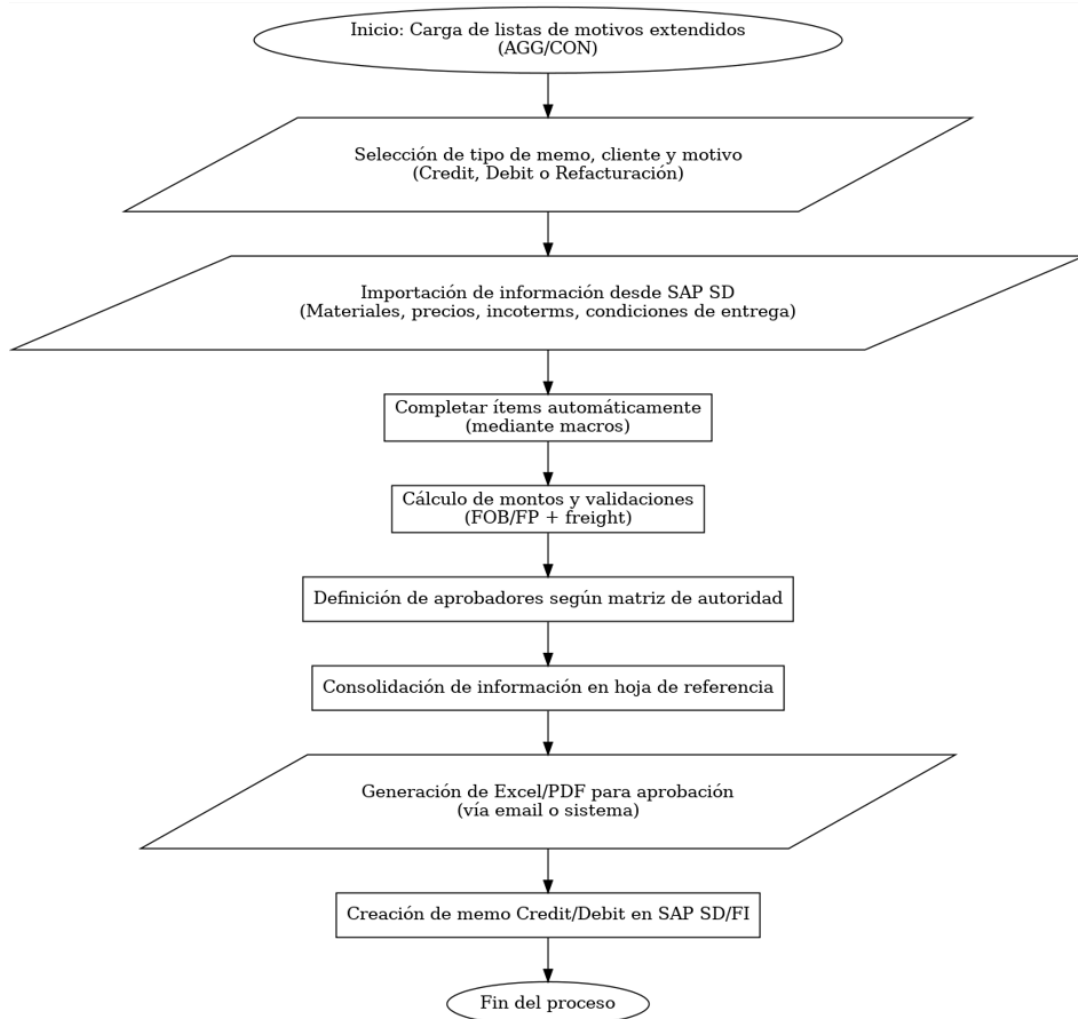 Inicio: Carga de listas de motivos extendidos
(AGG/CON)
Selección de tipo de memo, cliente y motivo
(Credit, Debit o Refacturación)
Importación de información desde SAP SD
(Materiales, precios, incoterms, condiciones de entrega)
Completar ítems automáticamente
(mediante macros)
Cálculo de montos y validaciones
(FOB/FP + freight)
Definición de aprobadores según matriz de autoridad
Consolidación de información en hoja de referencia
Generación de Excel/PDF para aprobación
(vía email o sistema)
Creación de memo Credit/Debit en SAP SD/FI
Fin del proceso